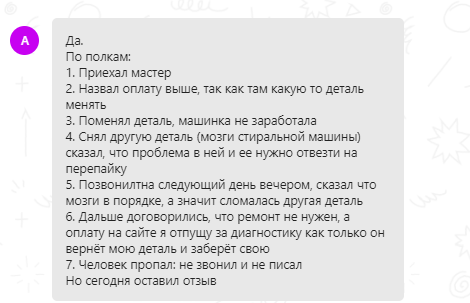 A
Да.
По полкам:
1. Приехал мастер
2. Назвал оплату выше, так как там какую то деталь
менять
3. Поменял деталь, машинка не заработала
4. Снял другую деталь (мозги стиральной машины)
сказал, что проблема в ней и ее нужно отвезти на
перепайку
5. Позвонилтна следующий день вечером, сказал что
мозги в порядке, а значит сломалась другая деталь
6. Дальше договорились, что ремонт не нужен, а
оплату на сайте я отпущу за диагностику как только он
вернёт мою деталь и заберёт свою
7. Человек пропал: не звонил и не писал
Но сегодня оставил отзыв